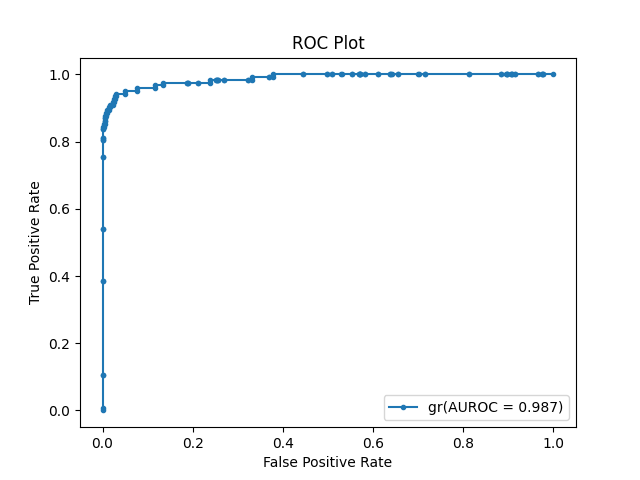 ROC Plot
True Positive Rate
1.0
0.8
0.6
0.4
0.2
0.0
gr(AUROC = 0.987)
0.0 0.2 0.4 0.6 0.8 1.0
False Positive Rate